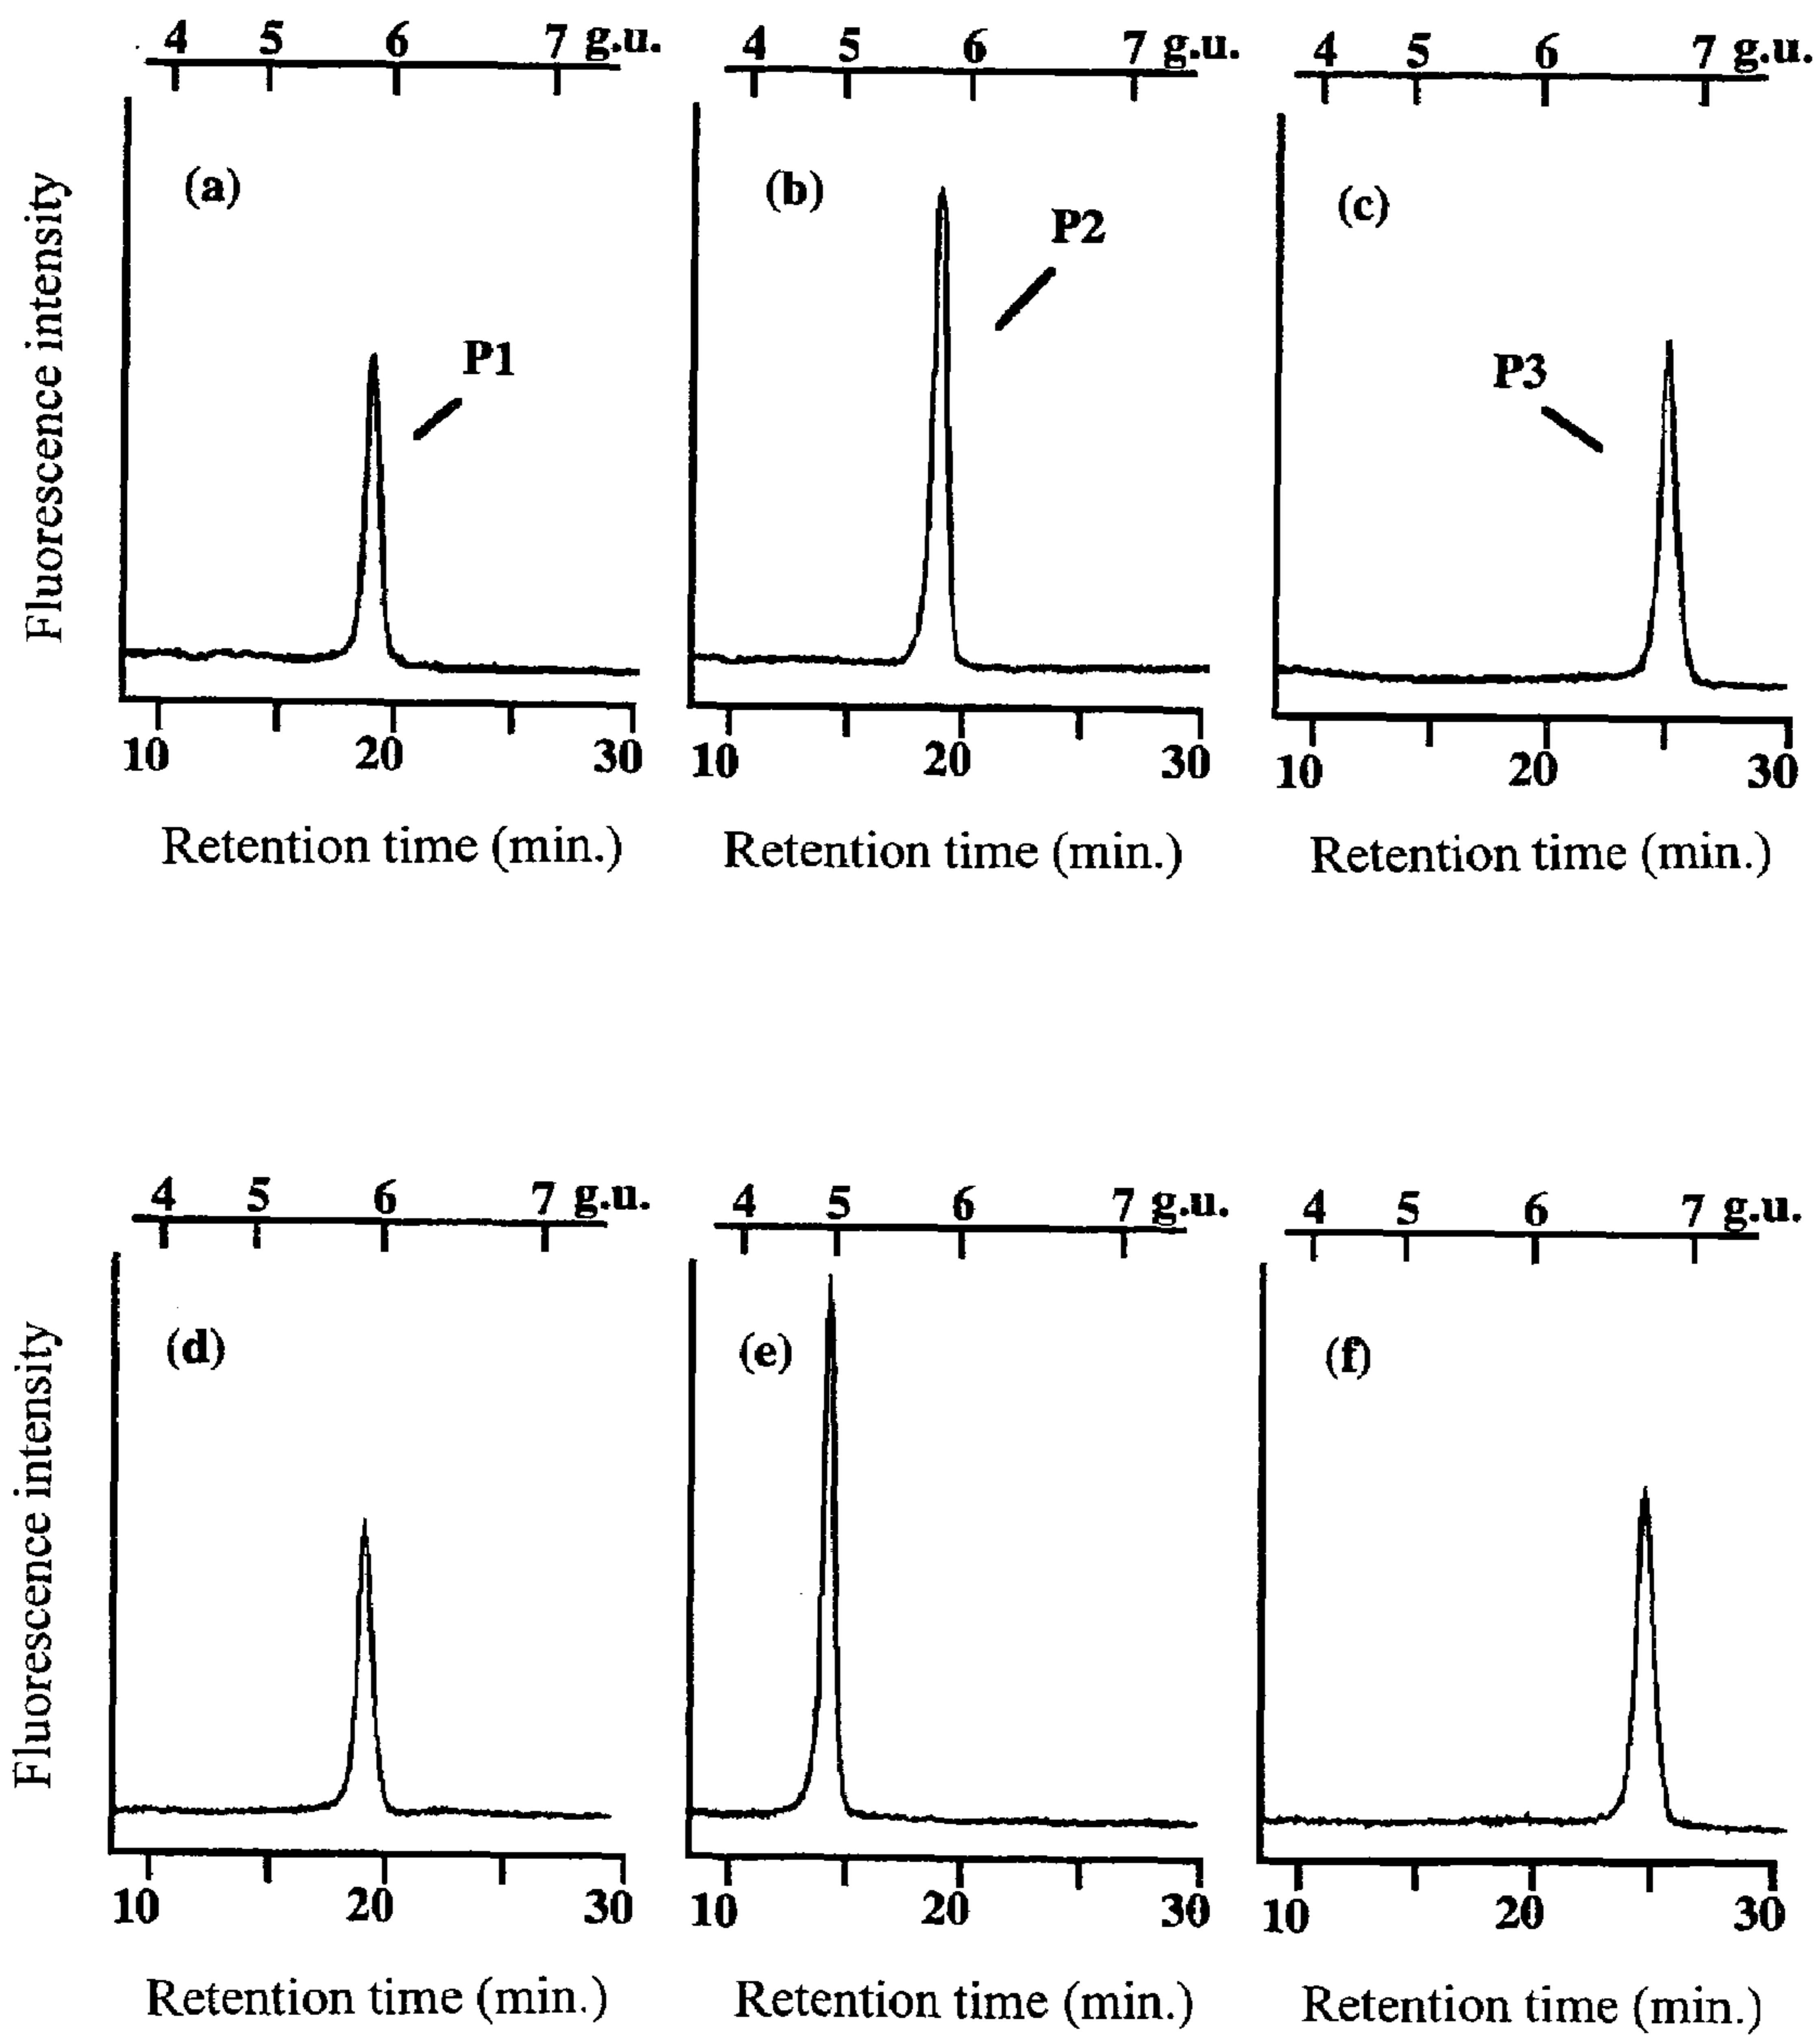 4 5 6 7 g.u. 4 5 6 7 g.u. 4 5 6 7 g.u.
(a) (b) (c)
P1 P2 P3
Fluorescence intensity
10 20 30 10 20 30 10 20 30
Retention time (min.) Retention time (min.) Retention time (min.)
4 5 6 7 g.u. 4 5 6 7 g.u. 4 5 6 7 g.u.
(d) (e) (f)
Fluorescence intensity
10 20 30 10 20 30 10 20 30
Retention time (min.) Retention time (min.) Retention time (min.)